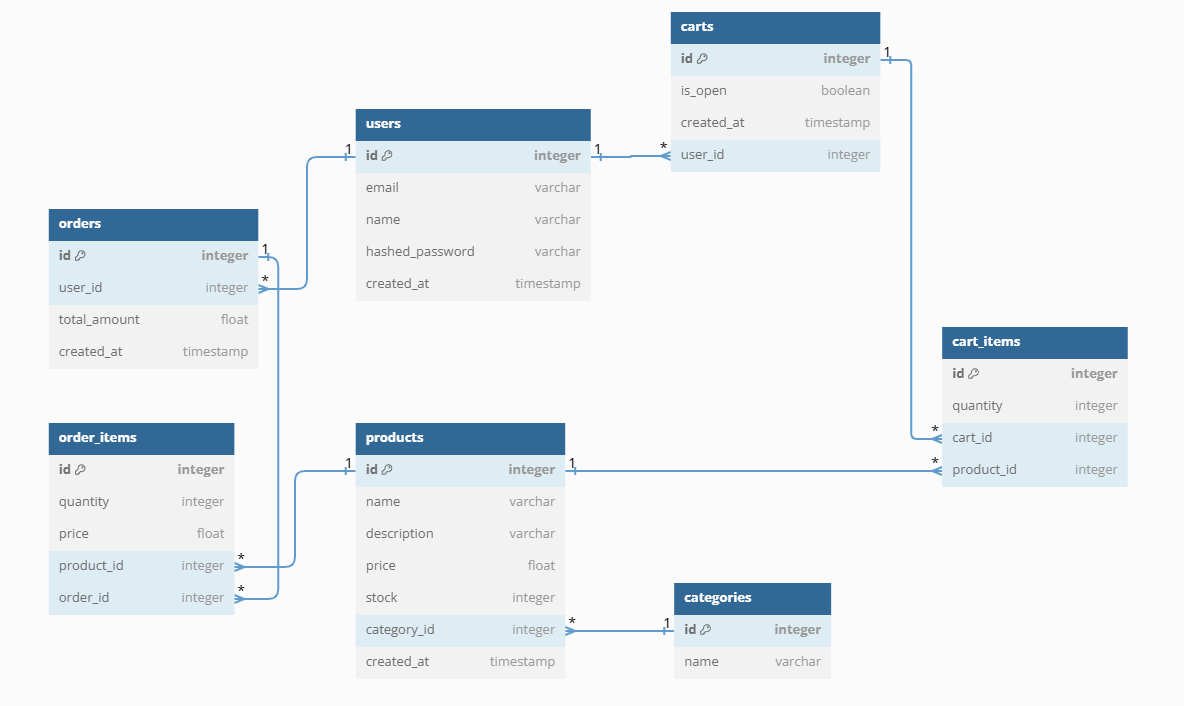 carts
id integer
is_open boolean
created_at timestamp
user_id integer
1
*
users
id integer
email varchar
name varchar
hashed_password varchar
created_at timestamp
1
1
orders
id integer
user_id integer
total_amount float
created_at timestamp
1
*
cart_items
id integer
quantity integer
cart_id integer
product_id integer
*
*
order_items
id integer
quantity integer
price float
product_id integer
order_id integer
*
*
products
id integer
name varchar
description varchar
price float
stock integer
category_id integer
created_at timestamp
1
1
*
categories
id integer
name varchar
1